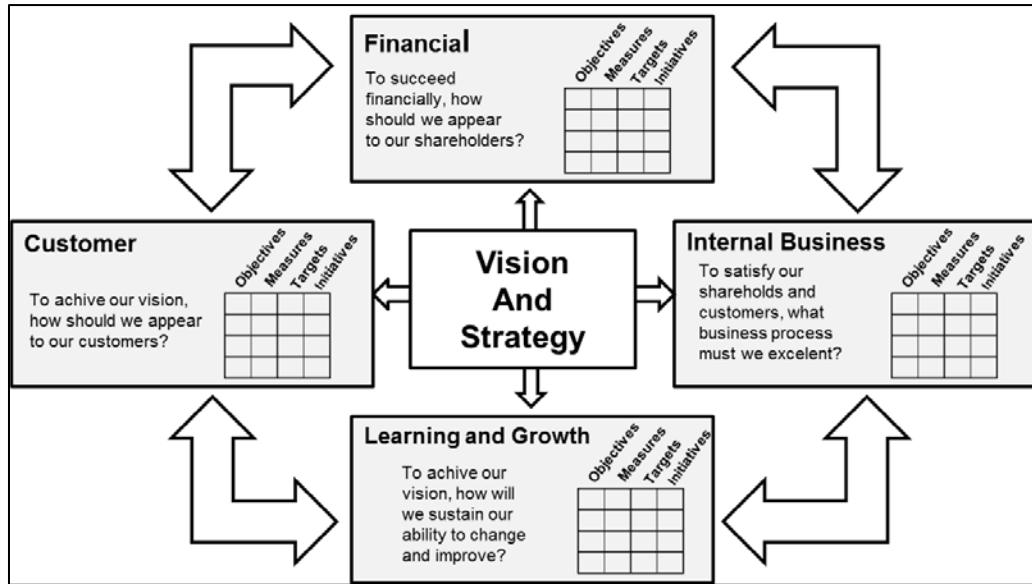 Financial
Objectives
Measures
Targets
Initiatives
To succeed
financially, how
should we appear
to our shareholders?
Customer
Objectives
Measures
Targets
Initiatives
To achive our vision,
how should we appear
to our customers?
Vision
And
Strategy
Internal Business
Objectives
Measures
Targets
Initiatives
To satisfy our
shareholds and
customers, what
business process
must we excelent?
Learning and Growth
Objectives
Measures
Targets
Initiatives
To achive our
vision, how will
we sustain our
ability to change
and improve?